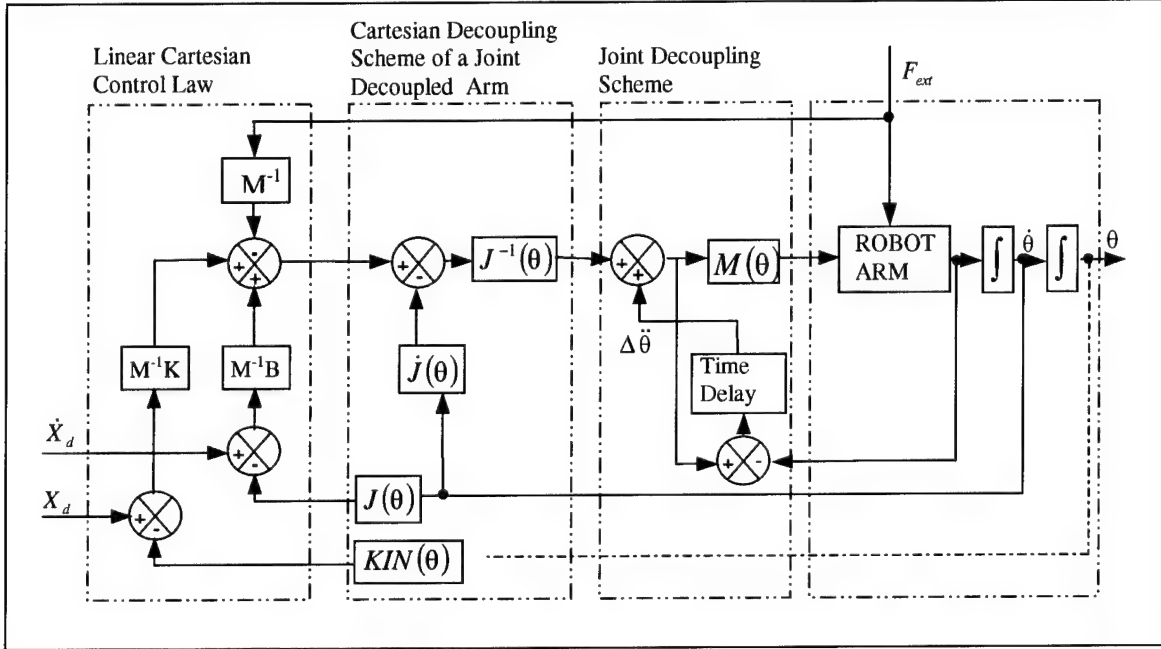 Linear Cartesian
Control Law
Cartesian Decoupling
Scheme of a Joint
Decoupled Arm
Joint Decoupling
Scheme
F_ext
M⁻¹
+ - - +
+ -
J⁻¹(θ)
+ +
M(θ)
ROBOT
ARM
∫
θ̇
∫
θ
Δθ̈
M⁻¹K
M⁻¹B
J̇(θ)
Time
Delay
Ẋ_d
+ -
+ -
J(θ)
X_d
+ -
KIN(θ)